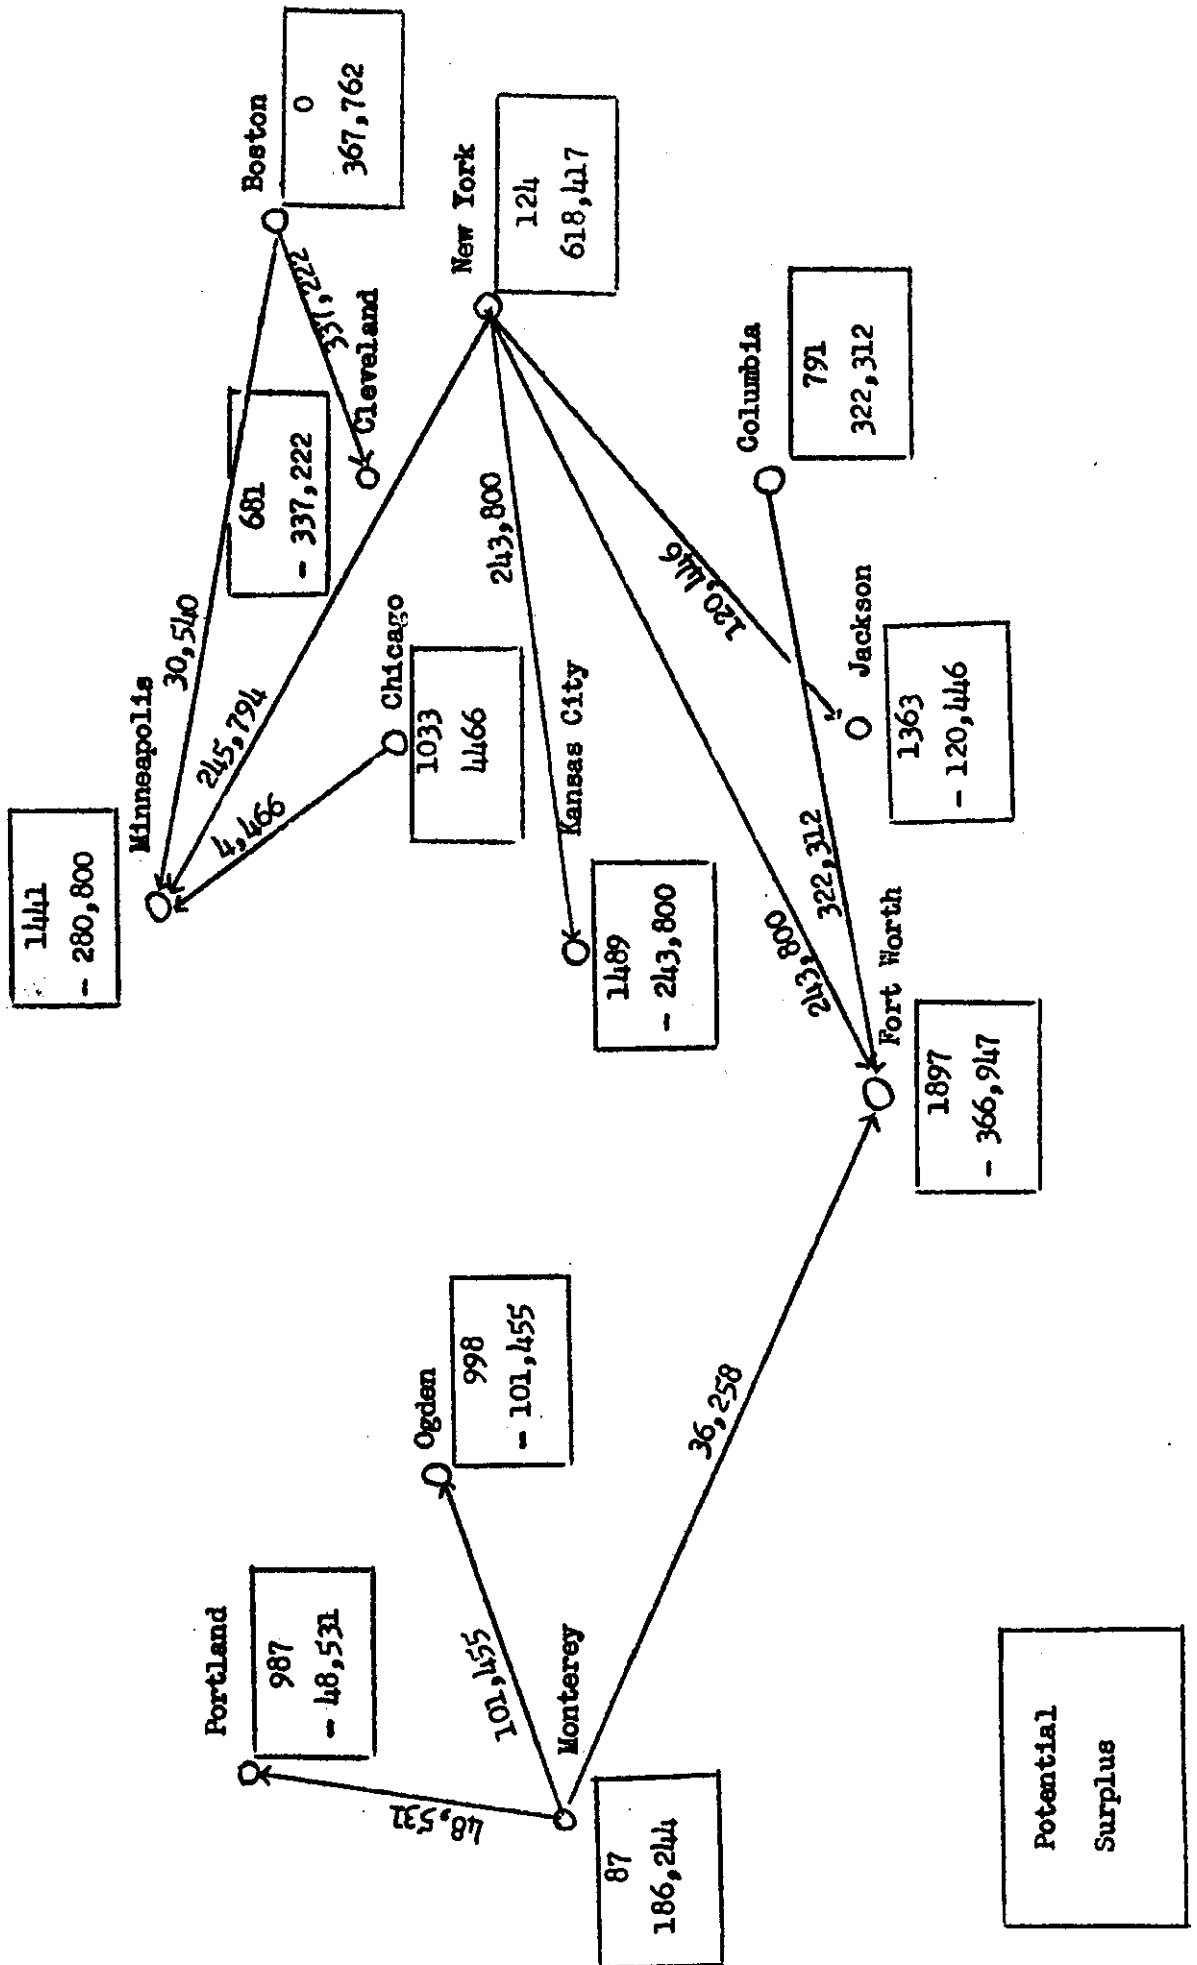 Portland
987
- 48,531
Ogden
998
- 101,455
Monterey
87
186,244
48,531
101,455
36,258
Minneapolis
1441
- 280,800
30,540
245,794
4,466
Chicago
1033
4466
Boston
0
367,762
337,222
Cleveland
681
- 337,222
New York
124
618,417
243,800
Kansas City
1489
- 243,800
243,800
120,446
322,312
Columbia
791
322,312
Jackson
1363
- 120,446
Fort Worth
1897
- 366,947
Potential
Surplus